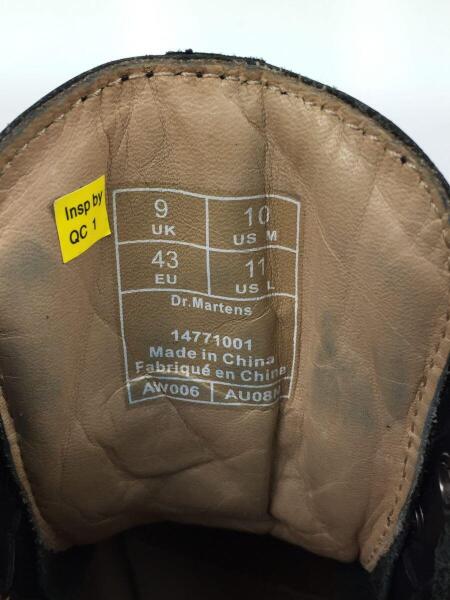 Insp by
QC 1
9 10
UK US M
43 11
EU US L
Dr.Martens
14771001
Made in China
Fabriqué en Chine
AW006 AU08N